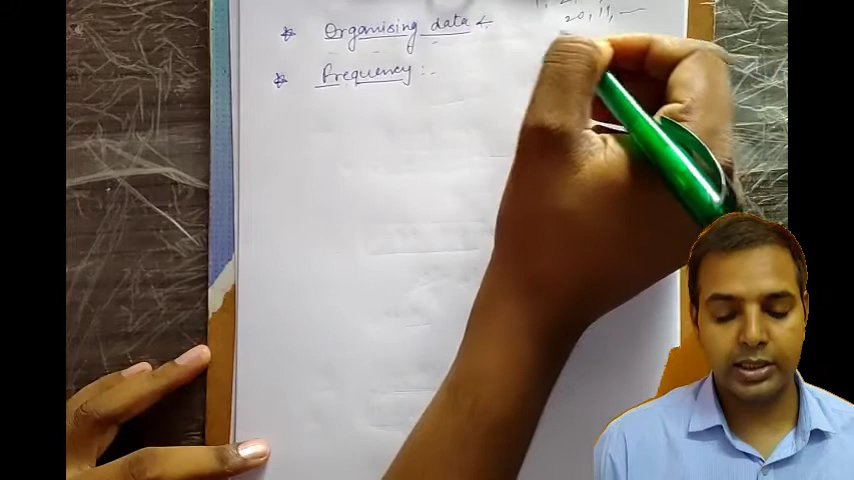 * Organising data :-
20, 11, —
* Frequency :-